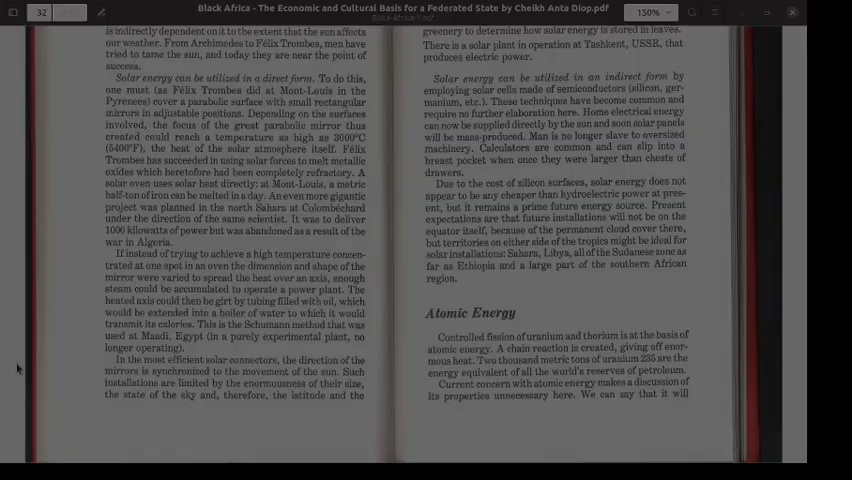 32
Black Africa - The Economic and Cultural Basis for a Federated State by Cheikh Anta Diop.pdf
Black-Africa-1.pdf
150%
is indirectly dependent on it to the extent that the sun affects
our weather. From Archimedes to Félix Trombes, men have
tried to tame the sun, and today they are near the point of
success.
Solar energy can be utilized in a direct form. To do this,
one must (as Félix Trombes did at Mont-Louis in the
Pyrenees) cover a parabolic surface with small rectangular
mirrors in adjustable positions. Depending on the surfaces
involved, the focus of the great parabolic mirror thus
created could reach a temperature as high as 3000°C
(5400°F), the heat of the solar atmosphere itself. Félix
Trombes has succeeded in using solar forces to melt metallic
oxides which heretofore had been completely refractory. A
solar oven uses solar heat directly: at Mont-Louis, a metric
half-ton of iron can be melted in a day. An even more gigantic
project was planned in the north Sahara at Colombéchard
under the direction of the same scientist. It was to deliver
1000 kilowatts of power but was abandoned as a result of the
war in Algeria.
If instead of trying to achieve a high temperature concen-
trated at one spot in an oven the dimension and shape of the
mirror were varied to spread the heat over an axis, enough
steam could be accumulated to operate a power plant. The
heated axis could then be girt by tubing filled with oil, which
would be extended into a boiler of water to which it would
transmit its calories. This is the Schumann method that was
used at Maadi, Egypt (in a purely experimental plant, no
longer operating).
In the most efficient solar connectors, the direction of the
mirrors is synchronized to the movement of the sun. Such
installations are limited by the enormousness of their size,
the state of the sky and, therefore, the latitude and the
greenery to determine how solar energy is stored in leaves.
There is a solar plant in operation at Tashkent, USSR, that
produces electric power.
Solar energy can be utilized in an indirect form by
employing solar cells made of semiconductors (silicon, ger-
manium, etc.). These techniques have become common and
require no further elaboration here. Home electrical energy
can now be supplied directly by the sun and soon solar panels
will be mass-produced. Man is no longer slave to oversized
machinery. Calculators are common and can slip into a
breast pocket when once they were larger than chests of
drawers.
Due to the cost of silicon surfaces, solar energy does not
appear to be any cheaper than hydroelectric power at pres-
ent, but it remains a prime future energy source. Present
expectations are that future installations will not be on the
equator itself, because of the permanent cloud cover there,
but territories on either side of the tropics might be ideal for
solar installations: Sahara, Libya, all of the Sudanese zone as
far as Ethiopia and a large part of the southern African
region.
Atomic Energy
Controlled fission of uranium and thorium is at the basis of
atomic energy. A chain reaction is created, giving off enor-
mous heat. Two thousand metric tons of uranium 235 are the
energy equivalent of all the world's reserves of petroleum.
Current concern with atomic energy makes a discussion of
its properties unnecessary here. We can say that it will